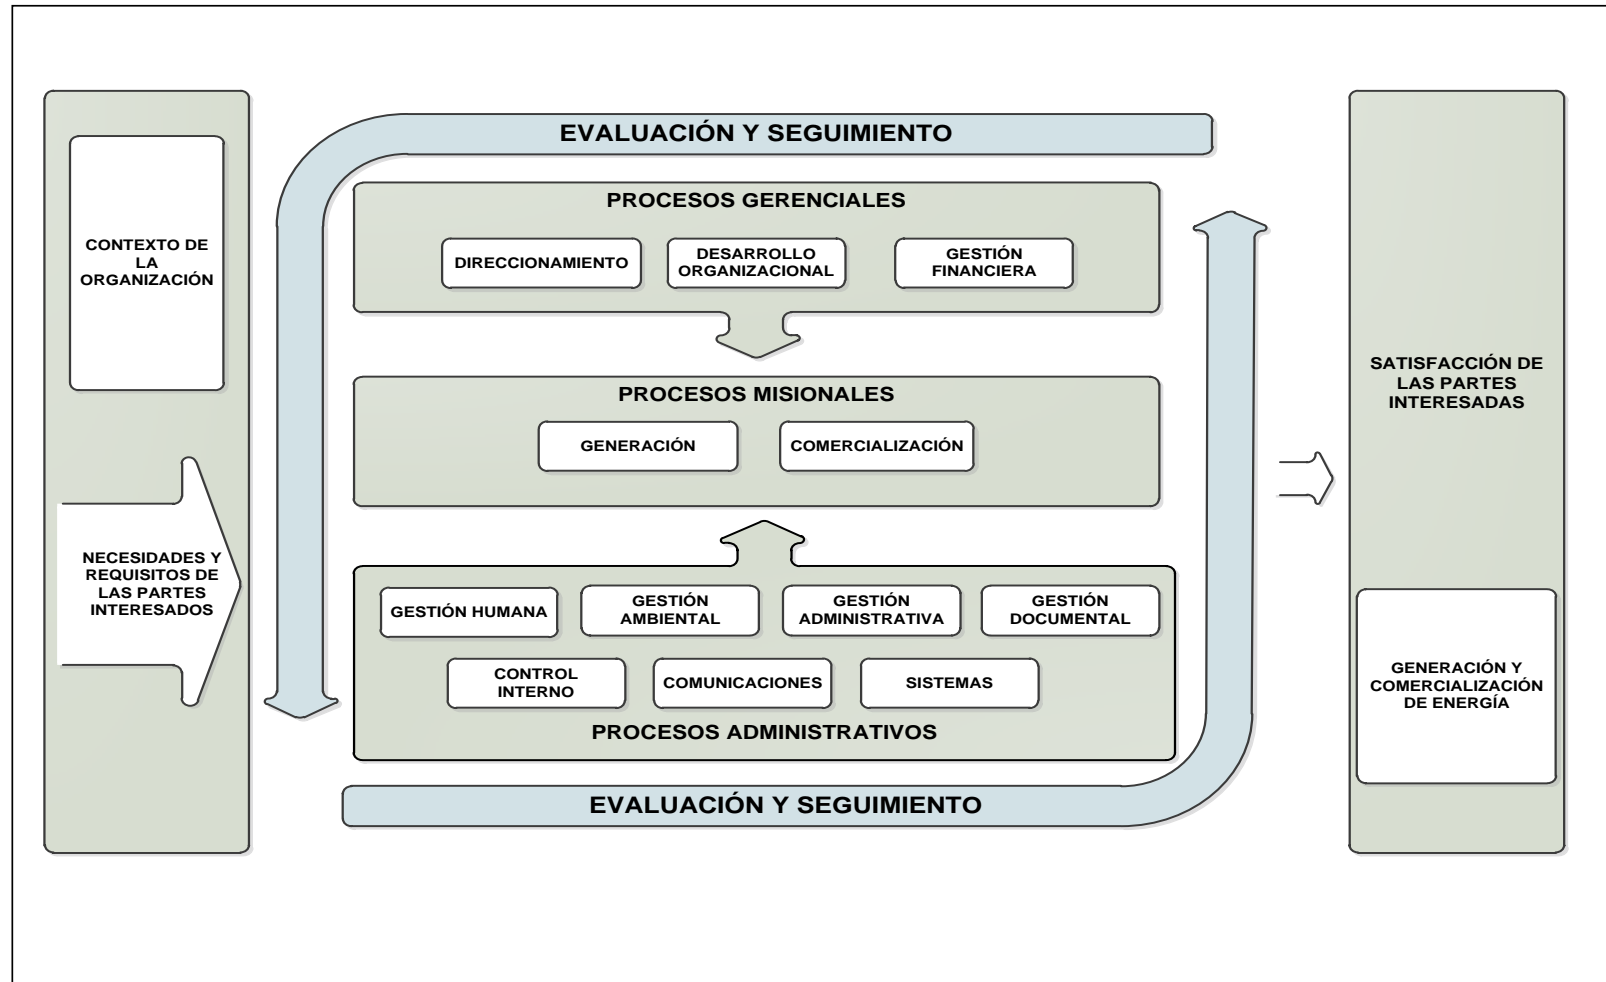 EVALUACIÓN Y SEGUIMIENTO
CONTEXTO DE
LA
ORGANIZACIÓN
NECESIDADES Y
REQUISITOS DE
LAS PARTES
INTERESADOS
PROCESOS GERENCIALES
DIRECCIONAMIENTO
DESARROLLO
ORGANIZACIONAL
GESTIÓN
FINANCIERA
PROCESOS MISIONALES
GENERACIÓN
COMERCIALIZACIÓN
GESTIÓN HUMANA
GESTIÓN
AMBIENTAL
GESTIÓN
ADMINISTRATIVA
GESTIÓN
DOCUMENTAL
CONTROL
INTERNO
COMUNICACIONES
SISTEMAS
PROCESOS ADMINISTRATIVOS
EVALUACIÓN Y SEGUIMIENTO
SATISFACCIÓN DE
LAS PARTES
INTERESADAS
GENERACIÓN Y
COMERCIALIZACIÓN
DE ENERGÍA